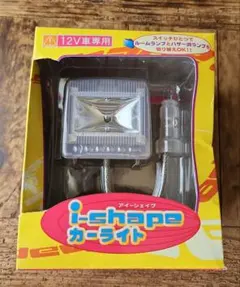 12V車専用
スイッチひとつで
ルームランプとハザード球ランプを
切り替えOK!!
アイ－シェイプ
i-shape
カーライト